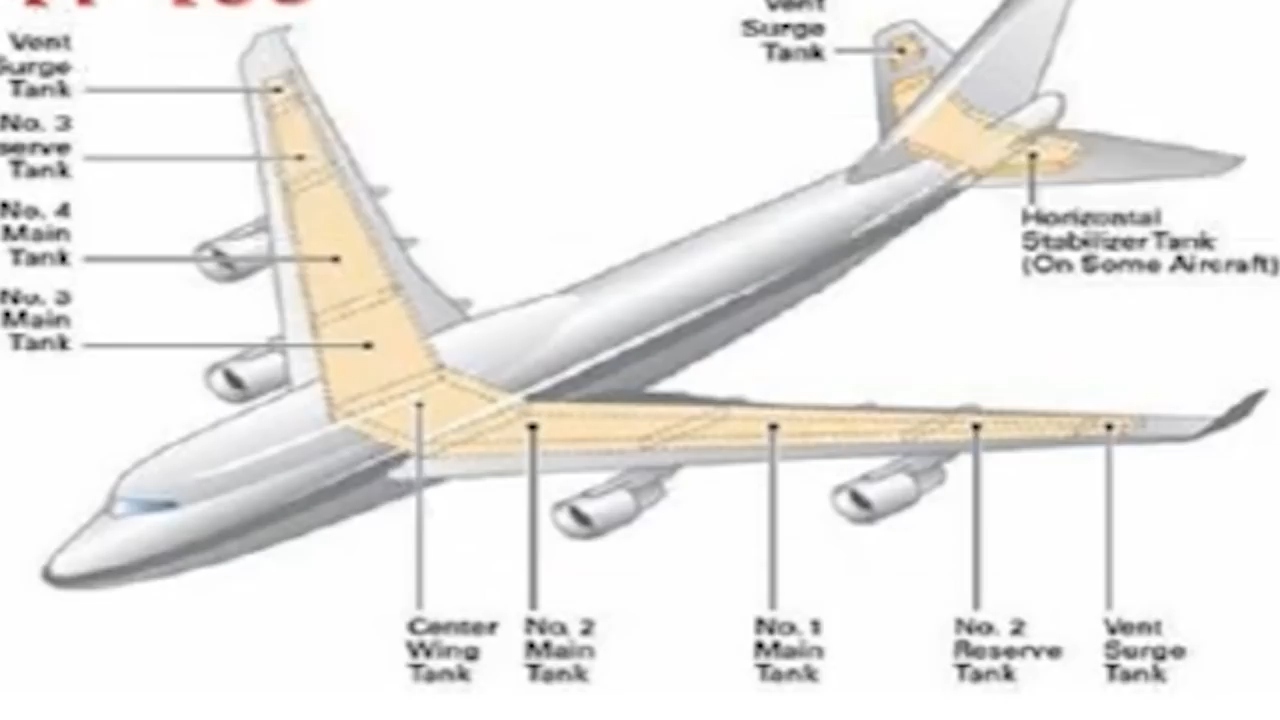 Vent
Surge
Tank
No. 3
serve
Tank
No. 4
Main
Tank
No. 3
Main
Tank
Vent
Surge
Tank
Horizontal
Stabilizer Tank
(On Some Aircraft)
Center
Wing
Tank
No. 2
Main
Tank
No. 1
Main
Tank
No. 2
Reserve
Tank
Vent
Surge
Tank